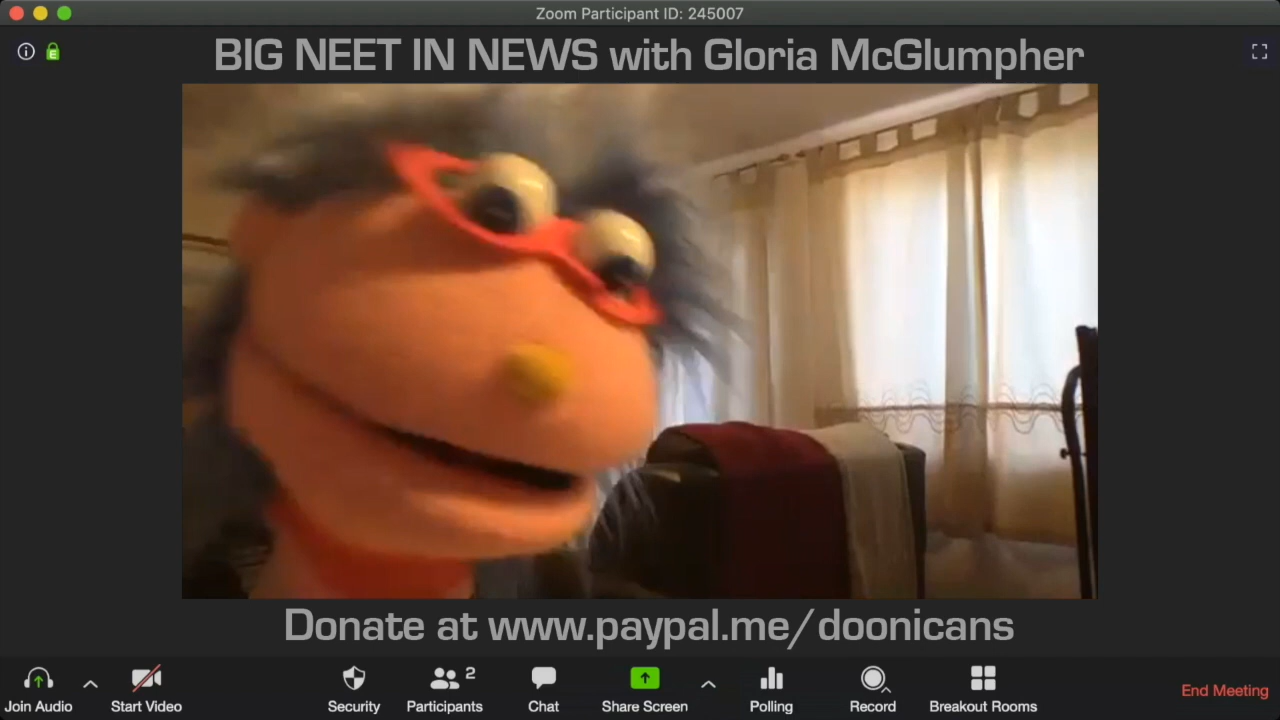 Zoom Participant ID: 245007
E
BIG NEET IN NEWS with Gloria McGlumpher
Donate at www.paypal.me/doonicans
Join Audio
Start Video
Security
Participants
2
Chat
Share Screen
Polling
Record
Breakout Rooms
End Meeting